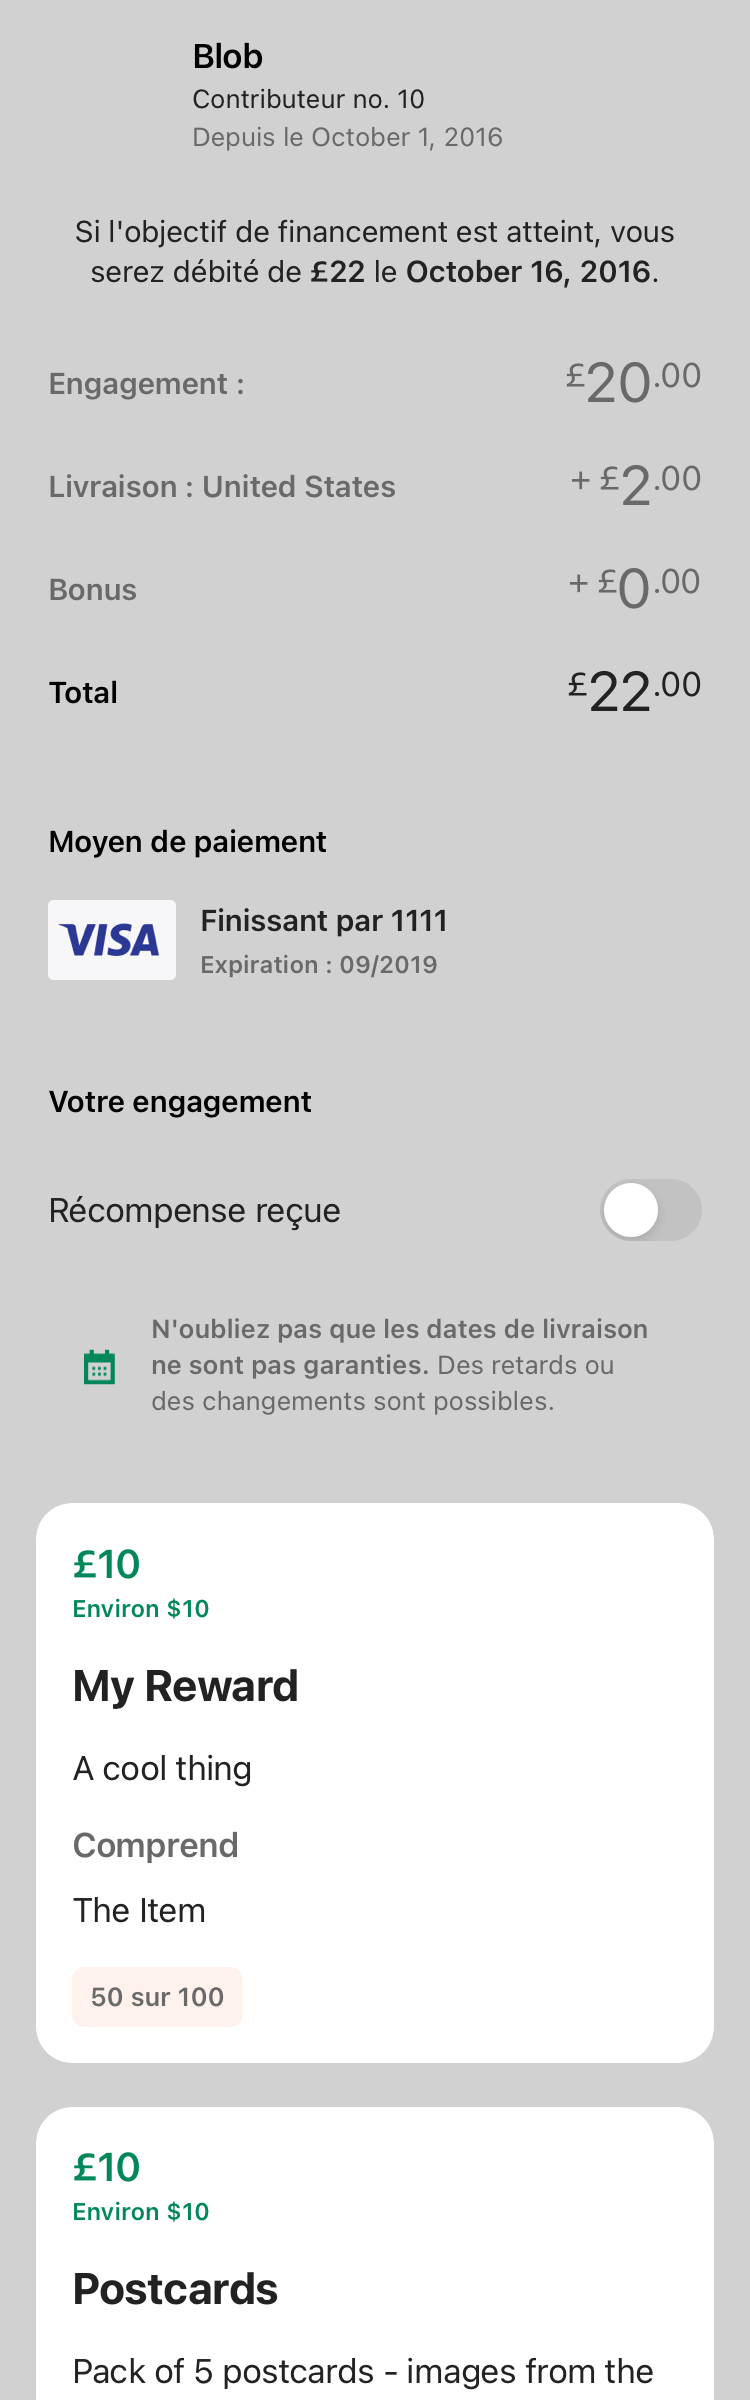 Blob
Contributeur no. 10
Depuis le October 1, 2016
Si l'objectif de financement est atteint, vous
serez débité de £22 le October 16, 2016.
Engagement : £20.00
Livraison : United States + £2.00
Bonus + £0.00
Total £22.00
Moyen de paiement
VISA
Finissant par 1111
Expiration : 09/2019
Votre engagement
Récompense reçue
N'oubliez pas que les dates de livraison
ne sont pas garanties. Des retards ou
des changements sont possibles.
£10
Environ $10
My Reward
A cool thing
Comprend
The Item
50 sur 100
£10
Environ $10
Postcards
Pack of 5 postcards - images from the